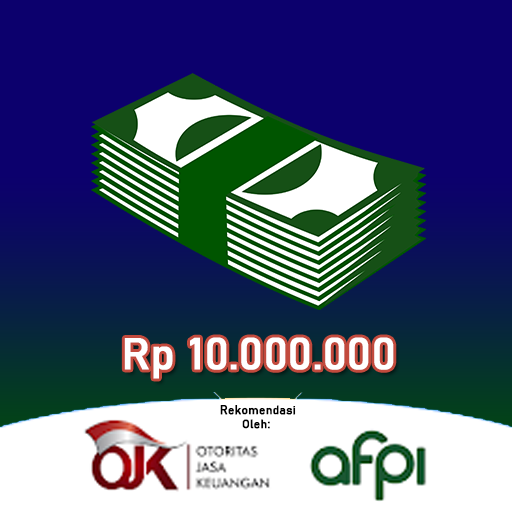 Rp 10.000.000
Rekomendasi
Oleh:
OJK
OTORITAS
JASA
KEUANGAN
afpi